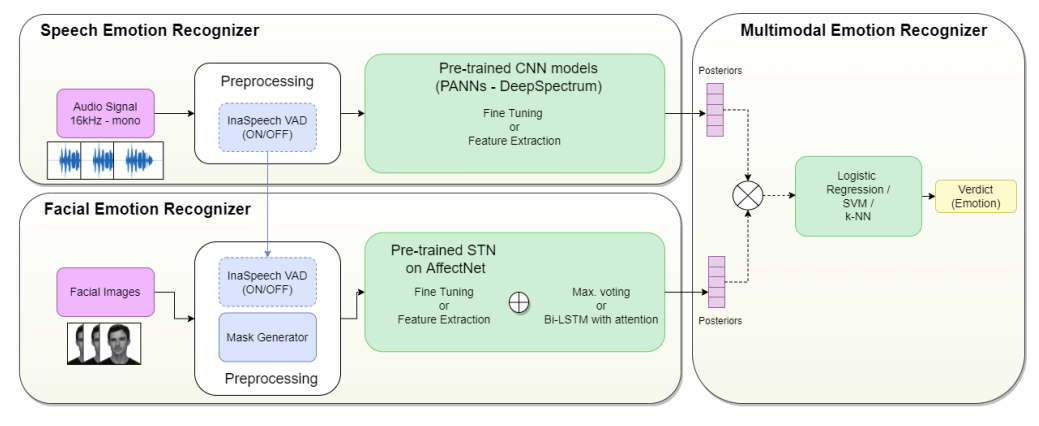 Speech Emotion Recognizer
Audio Signal
16kHz - mono
Preprocessing
InaSpeech VAD
(ON/OFF)
Pre-trained CNN models
(PANNs - DeepSpectrum)
Fine Tuning
or
Feature Extraction
Facial Emotion Recognizer
Facial Images
InaSpeech VAD
(ON/OFF)
Mask Generator
Preprocessing
Pre-trained STN
on AffectNet
Fine Tuning
or
Feature Extraction
Max. voting
or
Bi-LSTM with attention
Multimodal Emotion Recognizer
Posteriors
Posteriors
Logistic
Regression /
SVM /
k-NN
Verdict
(Emotion)